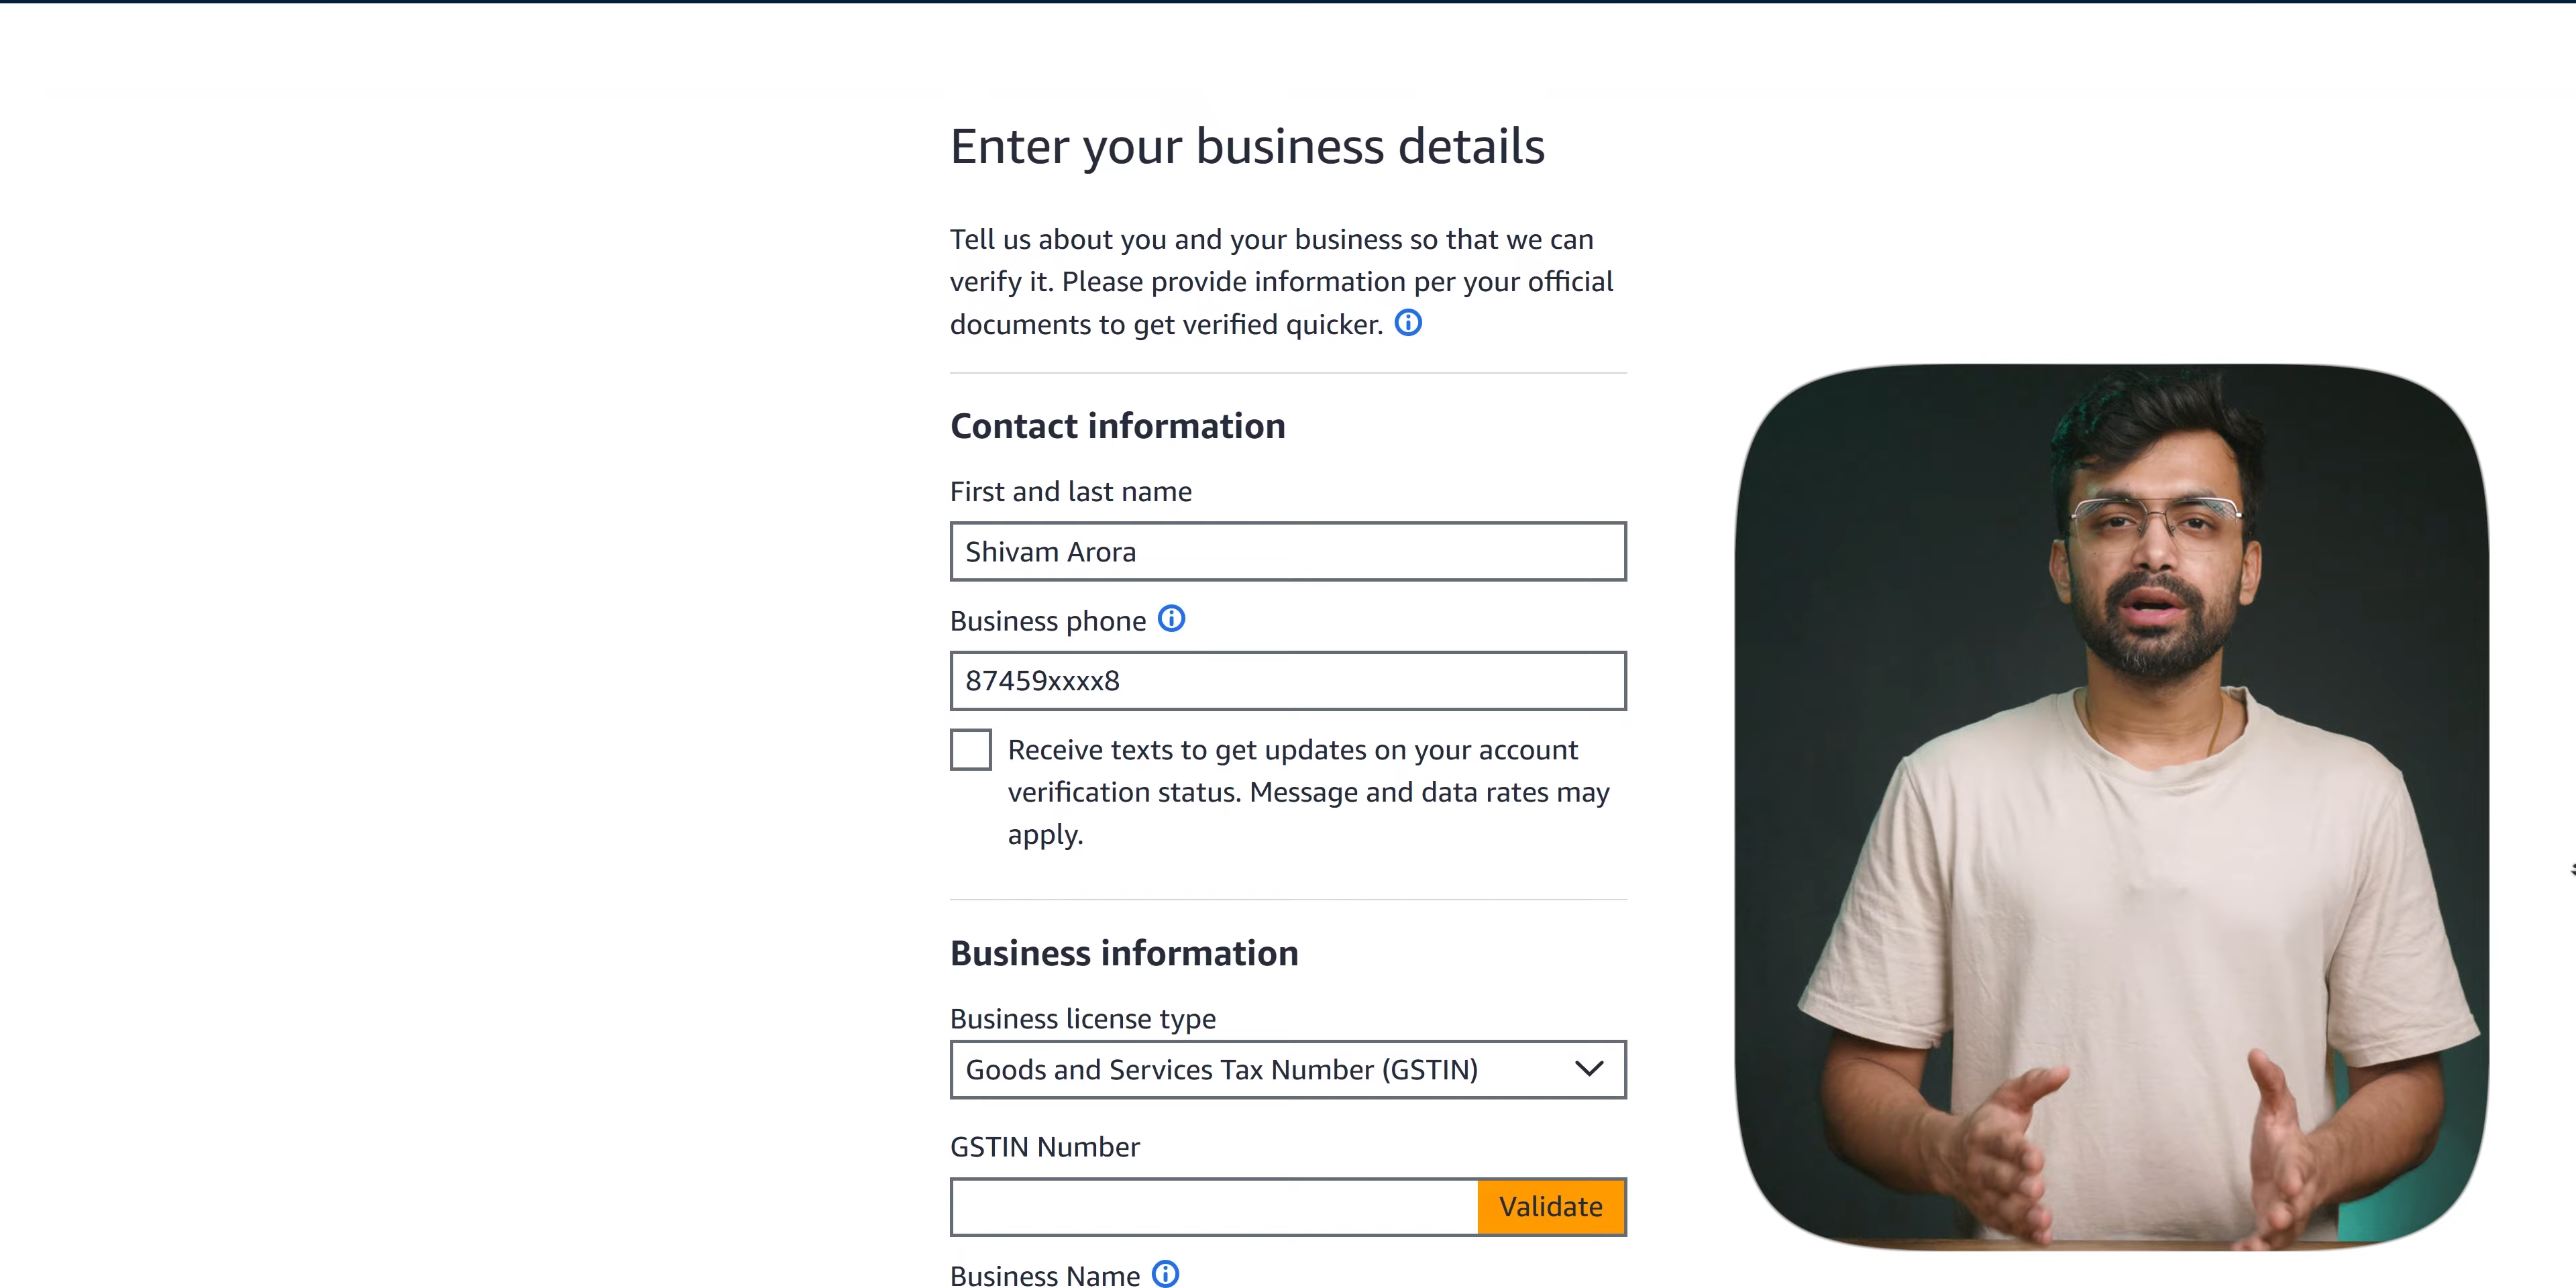 Enter your business details
Tell us about you and your business so that we can
verify it. Please provide information per your official
documents to get verified quicker.
Contact information
First and last name
Shivam Arora
Business phone
87459xxxx8
Receive texts to get updates on your account
verification status. Message and data rates may
apply.
Business information
Business license type
Goods and Services Tax Number (GSTIN)
GSTIN Number
Validate
Business Name